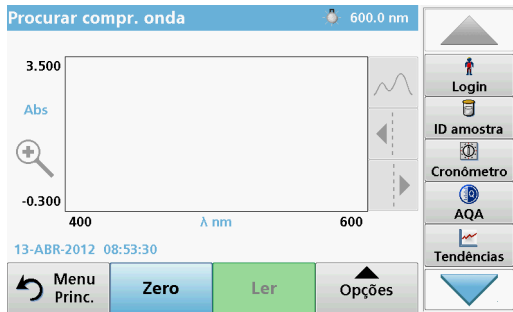 Procurar compr. onda 600.0 nm
3.500
Abs
-0.300
400 λ nm 600
13-ABR-2012 08:53:30
Menu
Princ.
Zero
Ler
Opções
Login
ID amostra
Cronômetro
AQA
Tendências